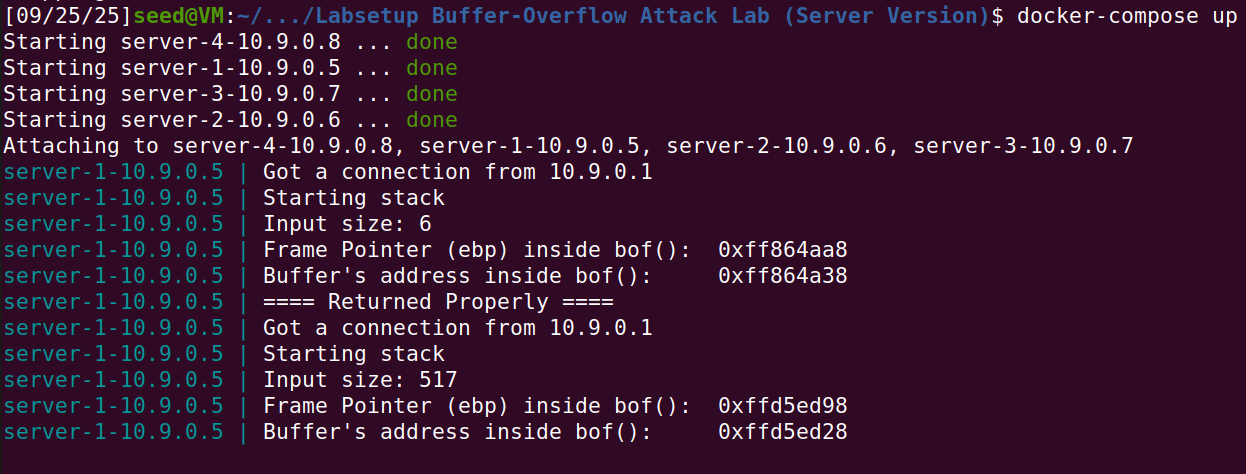 [09/25/25]seed@VM:~/.../Labsetup Buffer-Overflow Attack Lab (Server Version)$ docker-compose up
Starting server-4-10.9.0.8 ... done
Starting server-1-10.9.0.5 ... done
Starting server-3-10.9.0.7 ... done
Starting server-2-10.9.0.6 ... done
Attaching to server-4-10.9.0.8, server-1-10.9.0.5, server-2-10.9.0.6, server-3-10.9.0.7
server-1-10.9.0.5 | Got a connection from 10.9.0.1
server-1-10.9.0.5 | Starting stack
server-1-10.9.0.5 | Input size: 6
server-1-10.9.0.5 | Frame Pointer (ebp) inside bof():  0xff864aa8
server-1-10.9.0.5 | Buffer's address inside bof():     0xff864a38
server-1-10.9.0.5 | ==== Returned Properly ====
server-1-10.9.0.5 | Got a connection from 10.9.0.1
server-1-10.9.0.5 | Starting stack
server-1-10.9.0.5 | Input size: 517
server-1-10.9.0.5 | Frame Pointer (ebp) inside bof():  0xffd5ed98
server-1-10.9.0.5 | Buffer's address inside bof():     0xffd5ed28